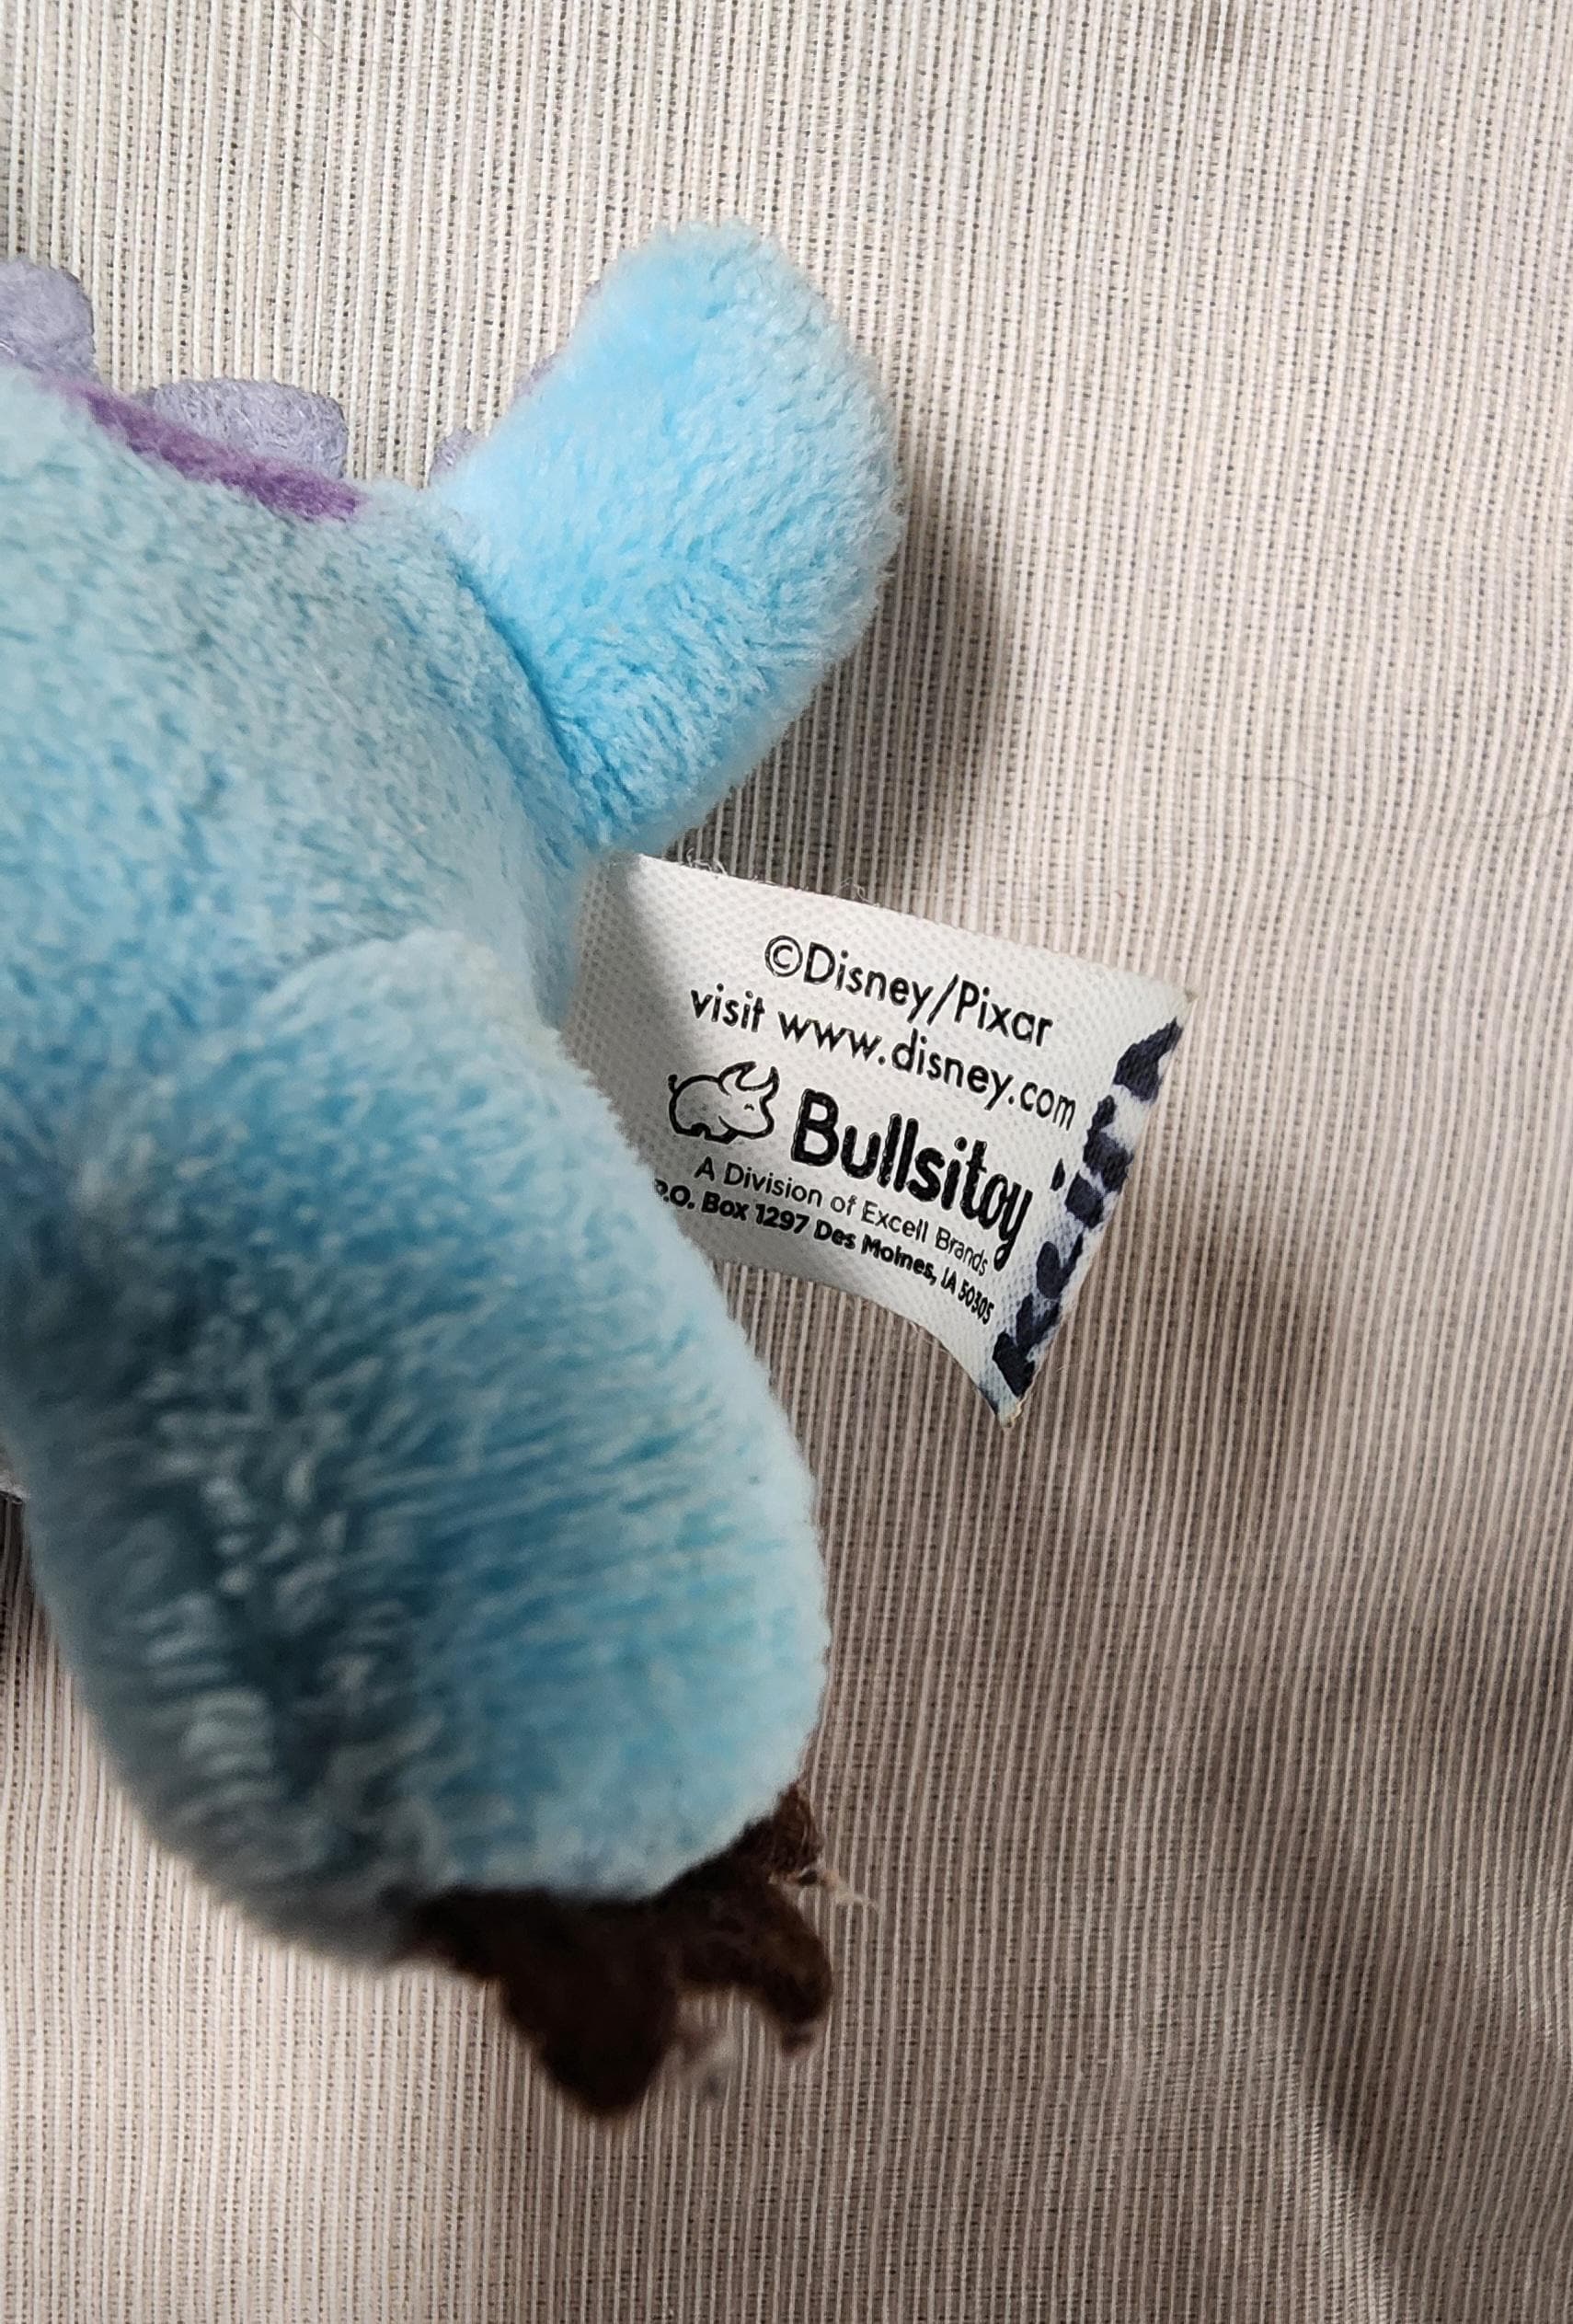 ©Disney/Pixar
visit www.disney.com
Bullsitoy
A Division of Excell Brands
P.O. Box 1297 Des Moines, IA 50305